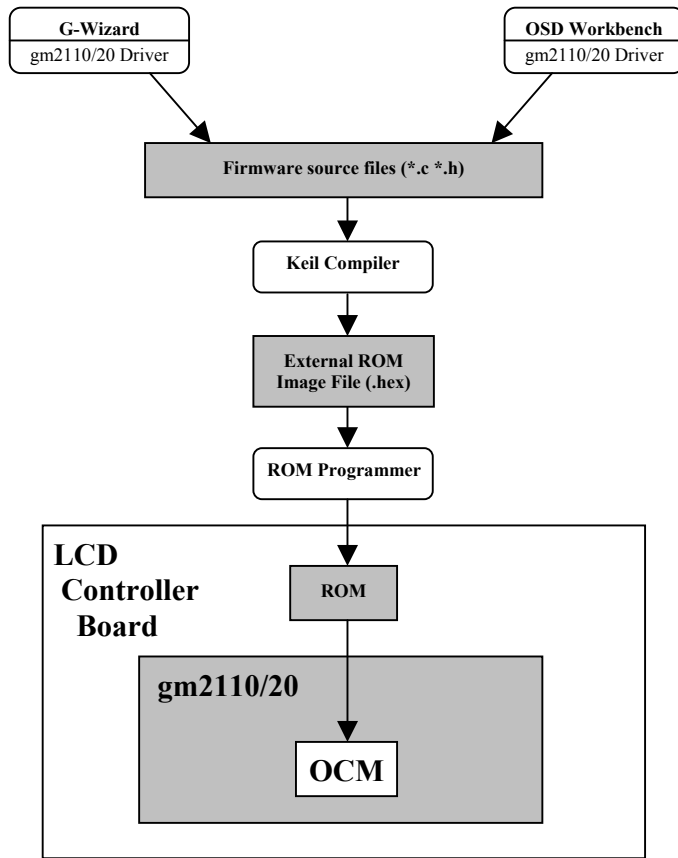 G-Wizard
gm2110/20 Driver
OSD Workbench
gm2110/20 Driver
Firmware source files (*.c *.h)
Keil Compiler
External ROM
Image File (.hex)
ROM Programmer
LCD
Controller
Board
ROM
gm2110/20
OCM